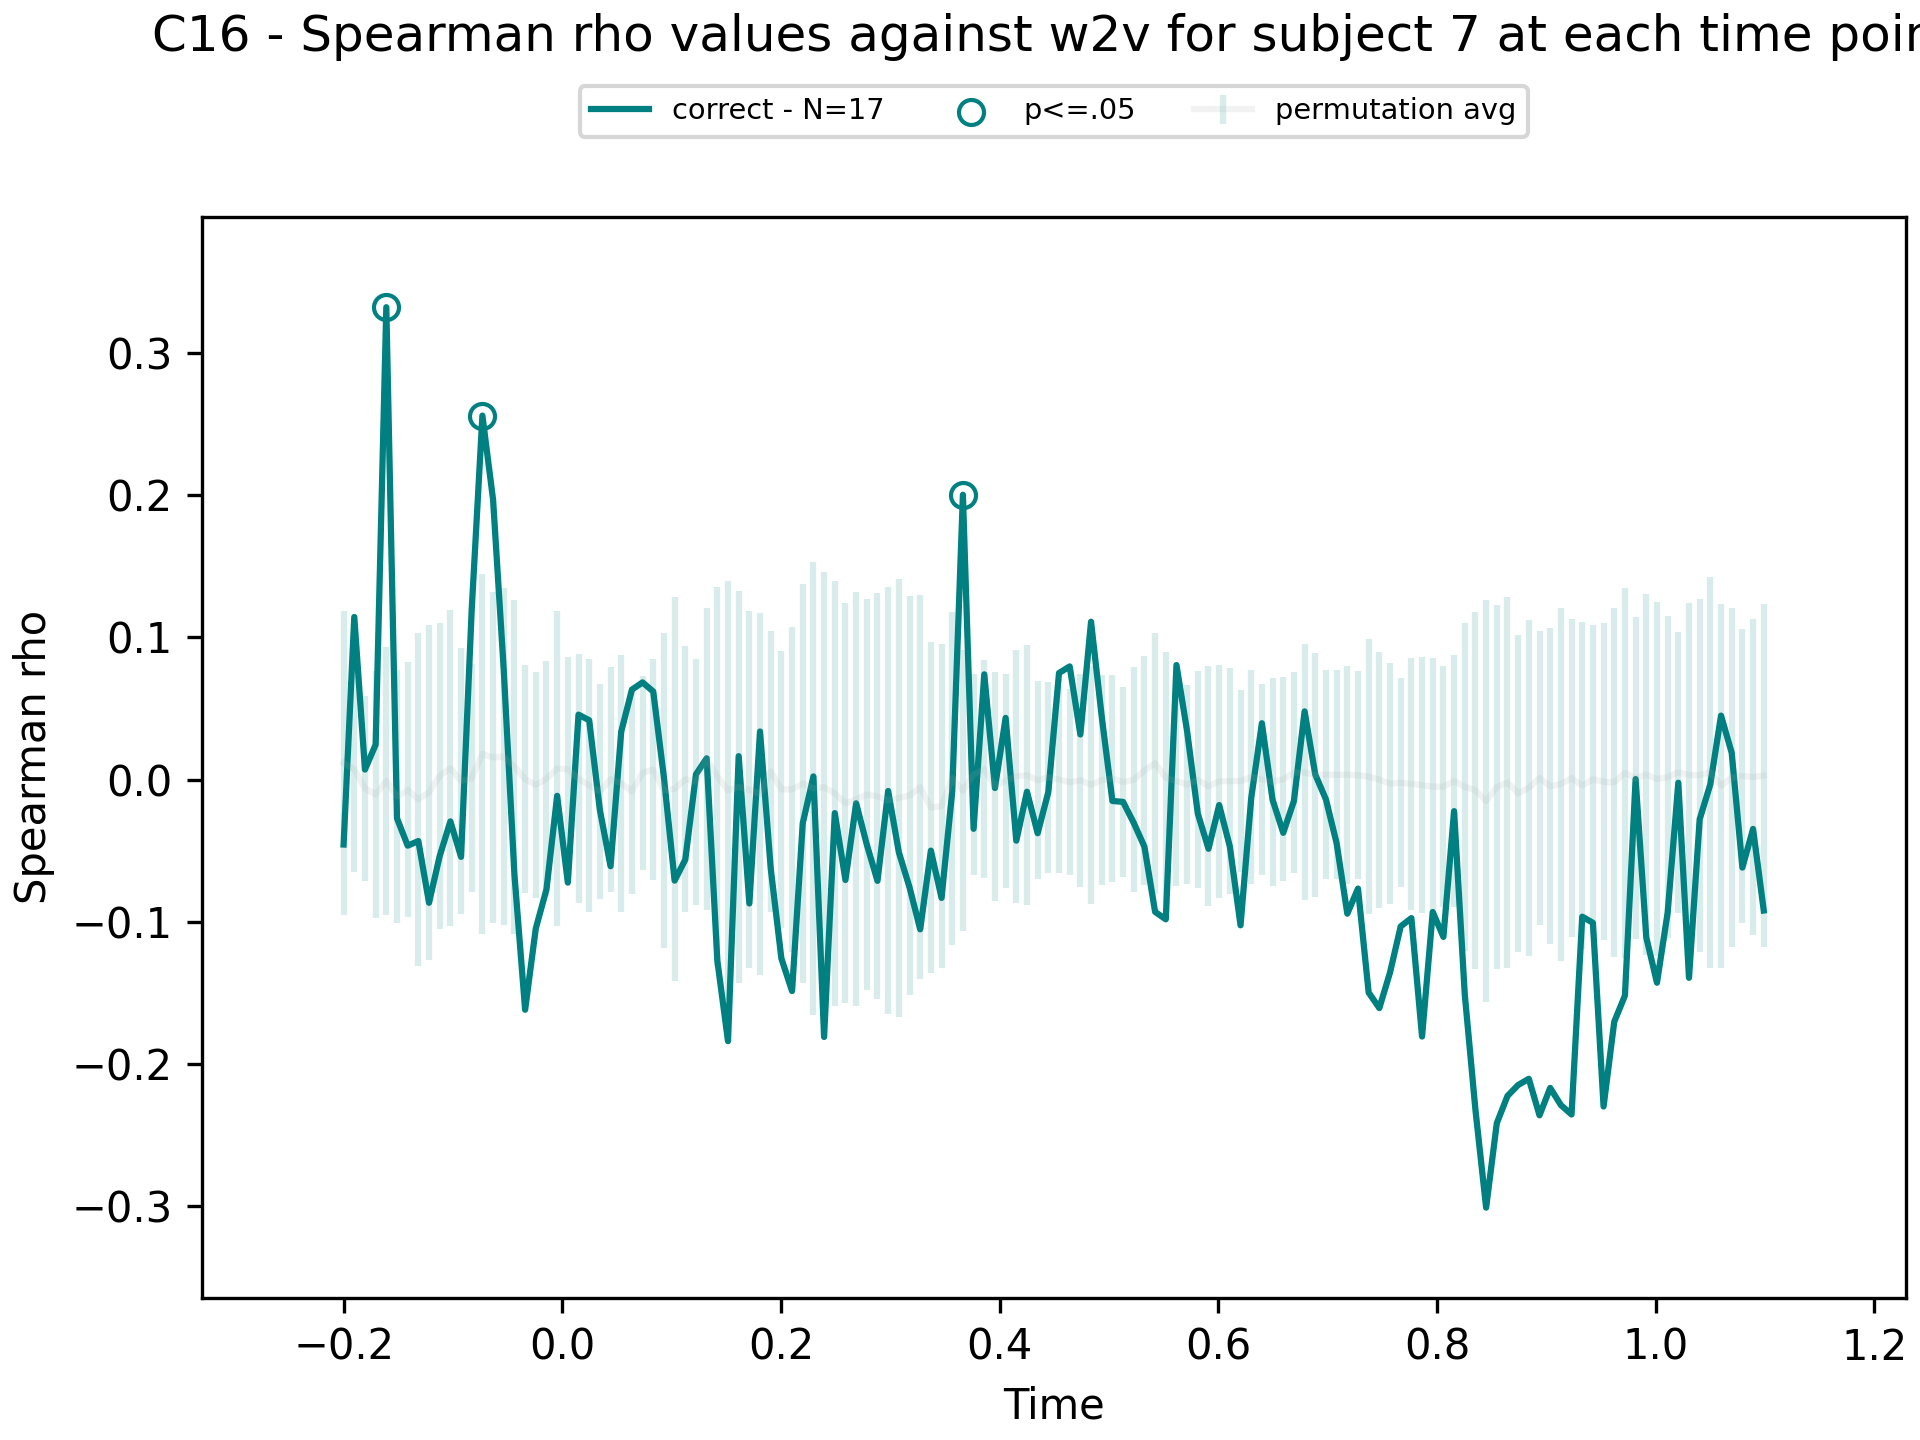 C16 - Spearman rho values against w2v for subject 7 at each time poin
correct - N=17 p<=.05 permutation avg
Spearman rho
0.3
0.2
0.1
0.0
−0.1
−0.2
−0.3
−0.2 0.0 0.2 0.4 0.6 0.8 1.0 1.2
Time